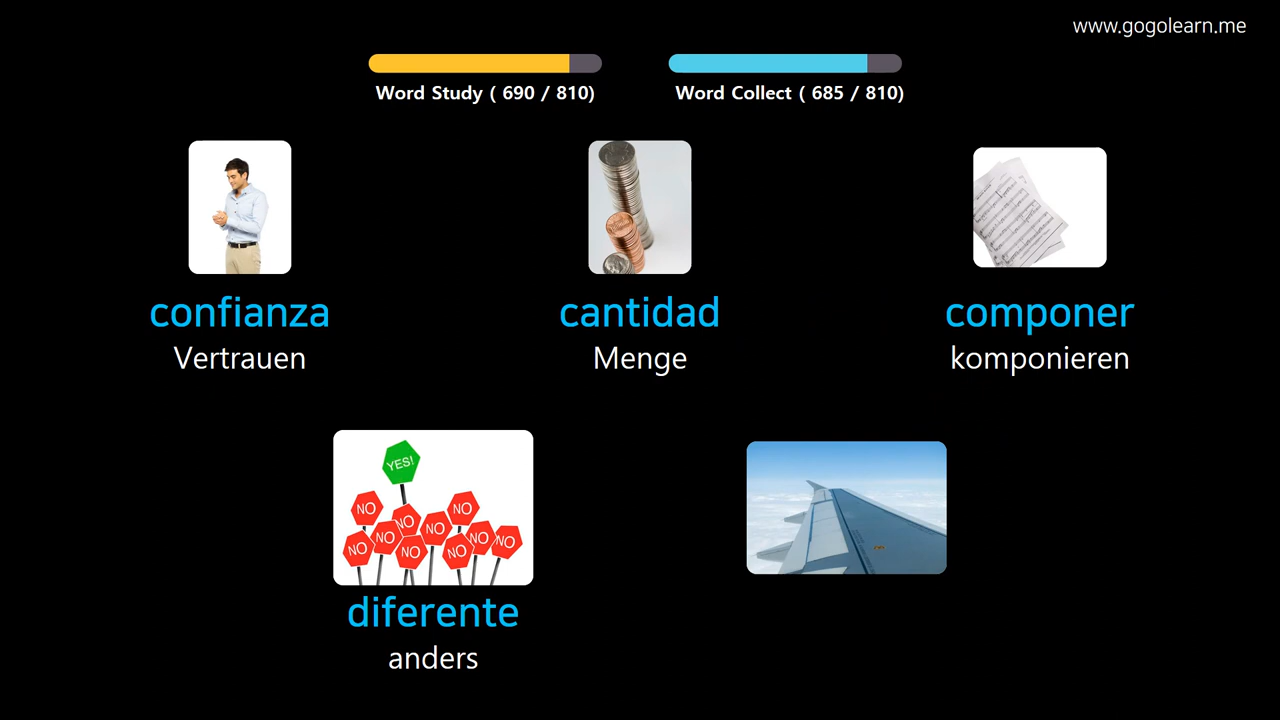 www.gogolearn.me
Word Study ( 690 / 810)
Word Collect ( 685 / 810)
confianza
Vertrauen
cantidad
Menge
componer
komponieren
YES!
NO
NO
NO
NO
NO
NO
NO
NO
NO
NO
diferente
anders